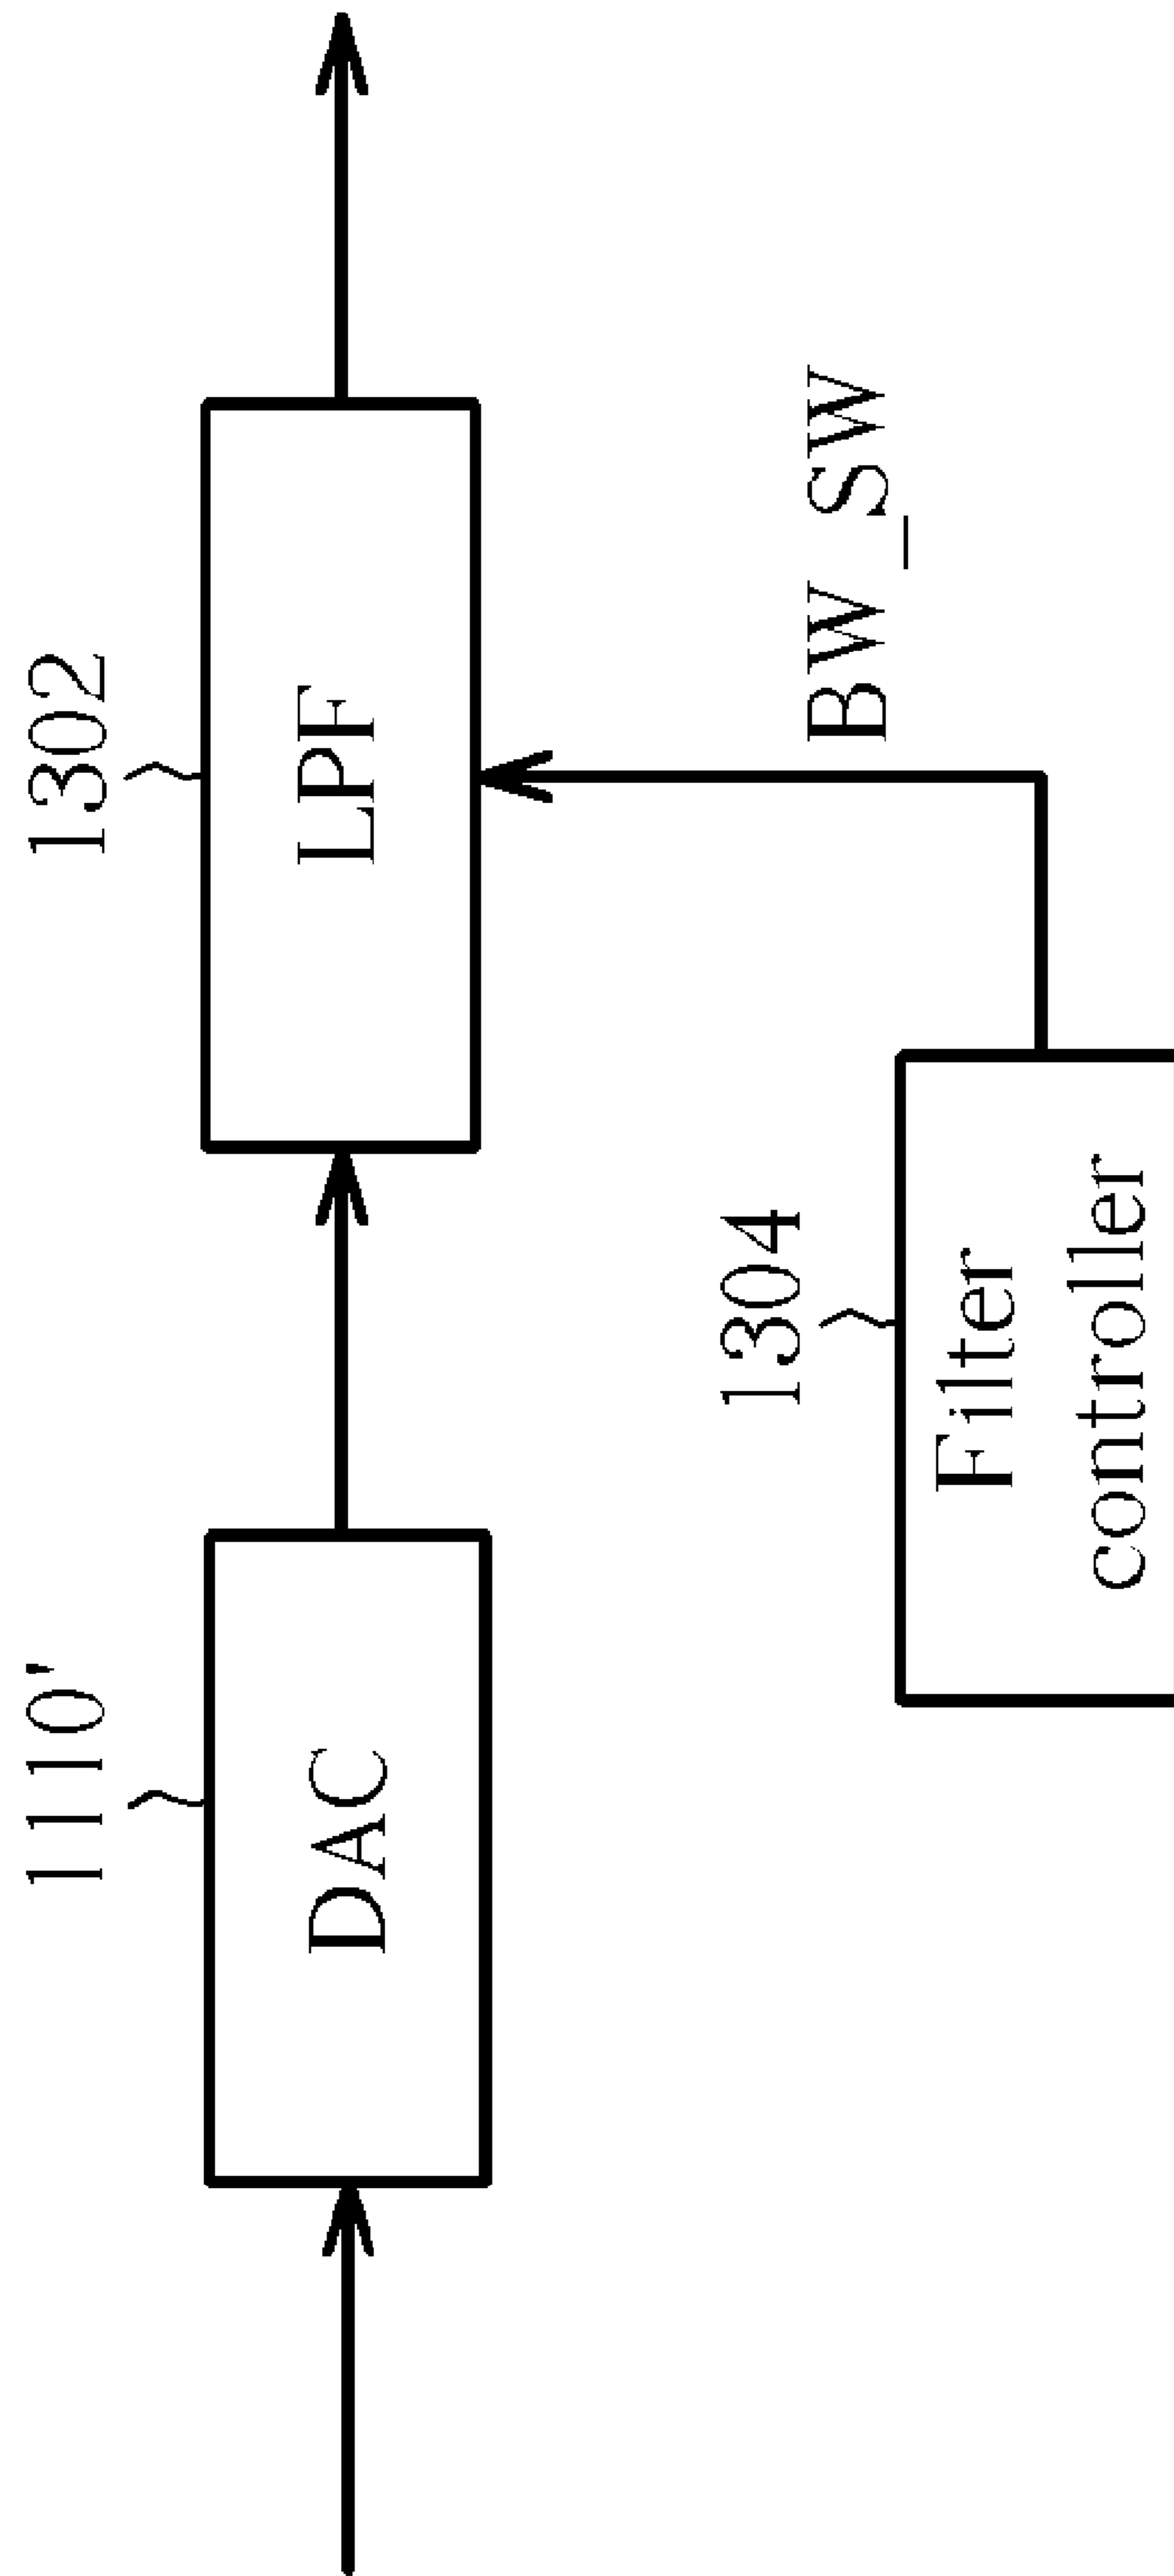 1110'
DAC
1302
LPF
BW_SW
1304
Filter
controller